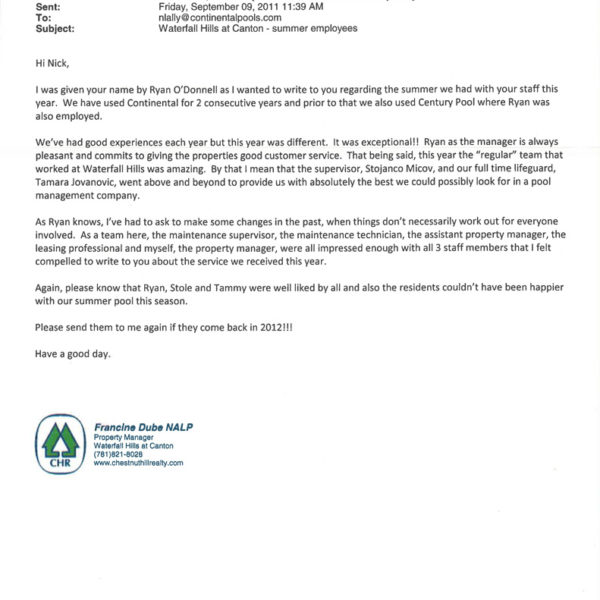 Sent: Friday, September 09, 2011 11:39 AM
To: nlally@continentalpools.com
Subject: Waterfall Hills at Canton - summer employees
Hi Nick,
I was given your name by Ryan O'Donnell as I wanted to write to you regarding the summer we had with your staff this
year. We have used Continental for 2 consecutive years and prior to that we also used Century Pool where Ryan was
also employed.
We've had good experiences each year but this year was different. It was exceptional!! Ryan as the manager is always
pleasant and commits to giving the properties good customer service. That being said, this year the "regular" team that
worked at Waterfall Hills was amazing. By that I mean that the supervisor, Stojanco Micov, and our full time lifeguard,
Tamara Jovanovic, went above and beyond to provide us with absolutely the best we could possibly look for in a pool
management company.
As Ryan knows, I've had to ask to make some changes in the past, when things don't necessarily work out for everyone
involved. As a team here, the maintenance supervisor, the maintenance technician, the assistant property manager, the
leasing professional and myself, the property manager, were all impressed enough with all 3 staff members that I felt
compelled to write to you about the service we received this year.
Again, please know that Ryan, Stole and Tammy were well liked by all and also the residents couldn't have been happier
with our summer pool this season.
Please send them to me again if they come back in 2012!!!
Have a good day.
Francine Dube NALP
Property Manager
Waterfall Hills at Canton
(781)821-8028
www.chestnuthillrealty.com
CHR